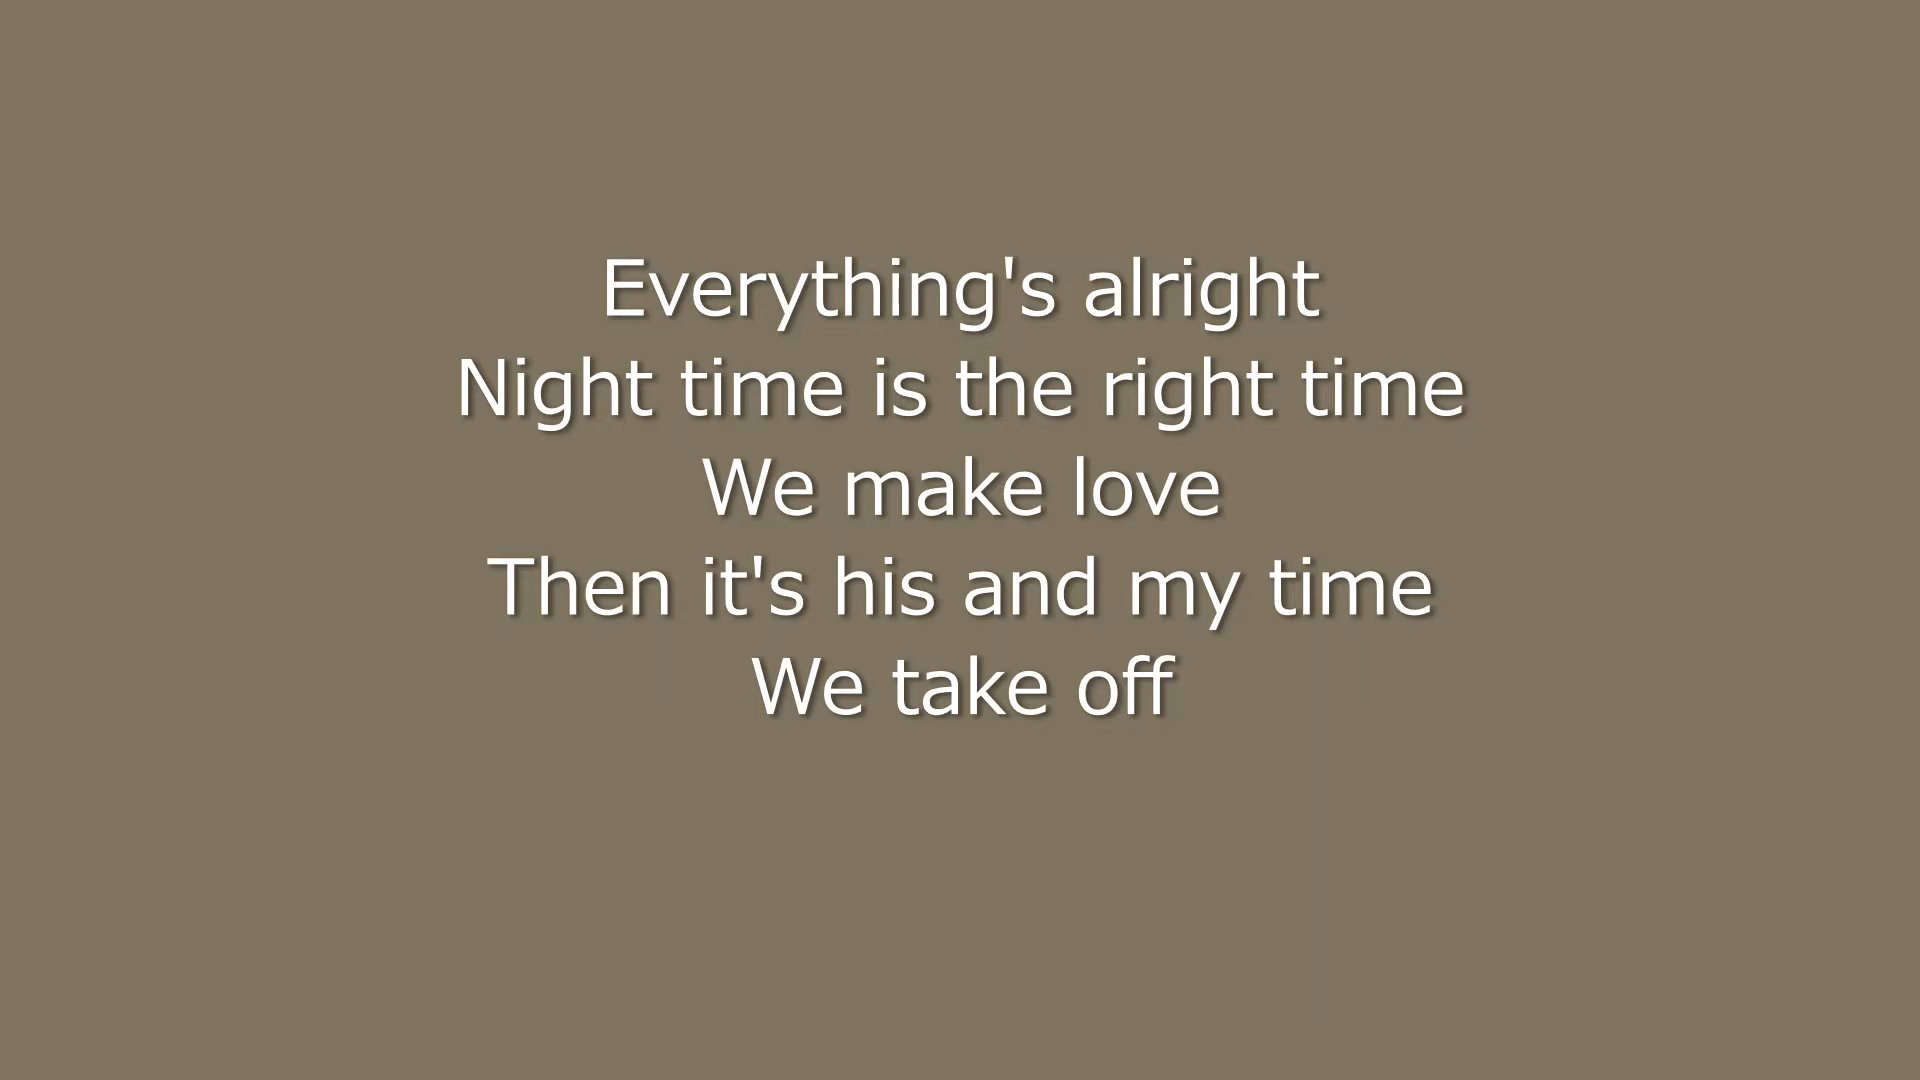 Everything's alright
Night time is the right time
We make love
Then it's his and my time
We take off